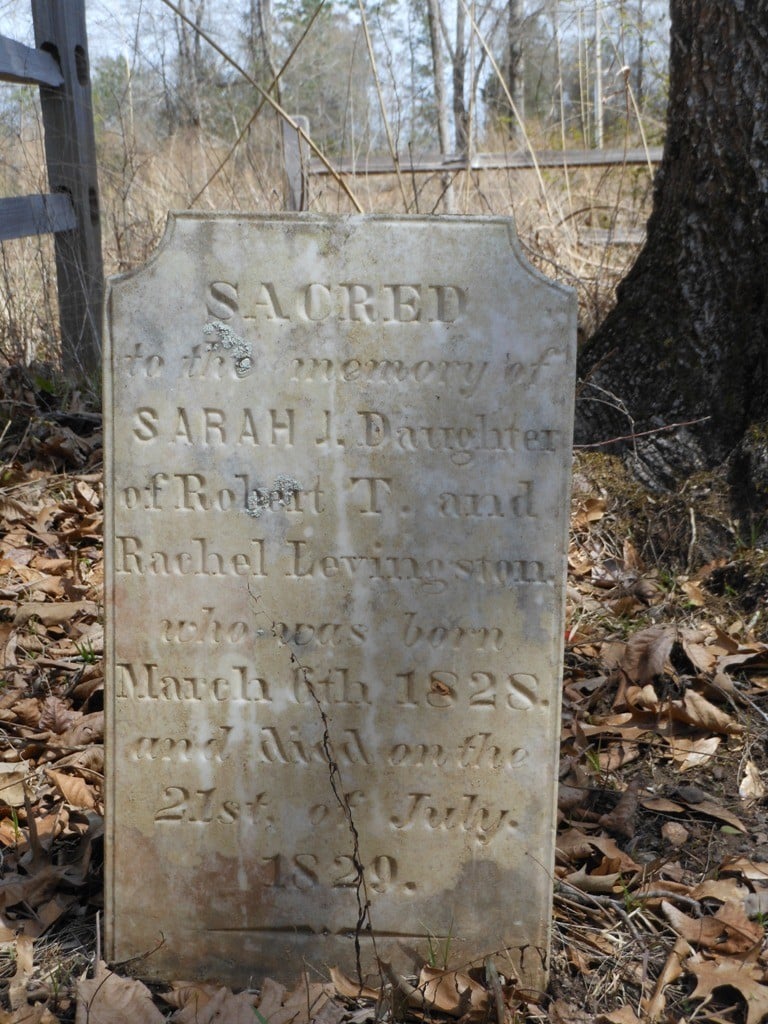 SACRED
to the memory of
SARAH J. Daughter
of Robert T. and
Rachel Levingston.
who was born
March 6th 1828.
and died on the
21st. of July.
1829.